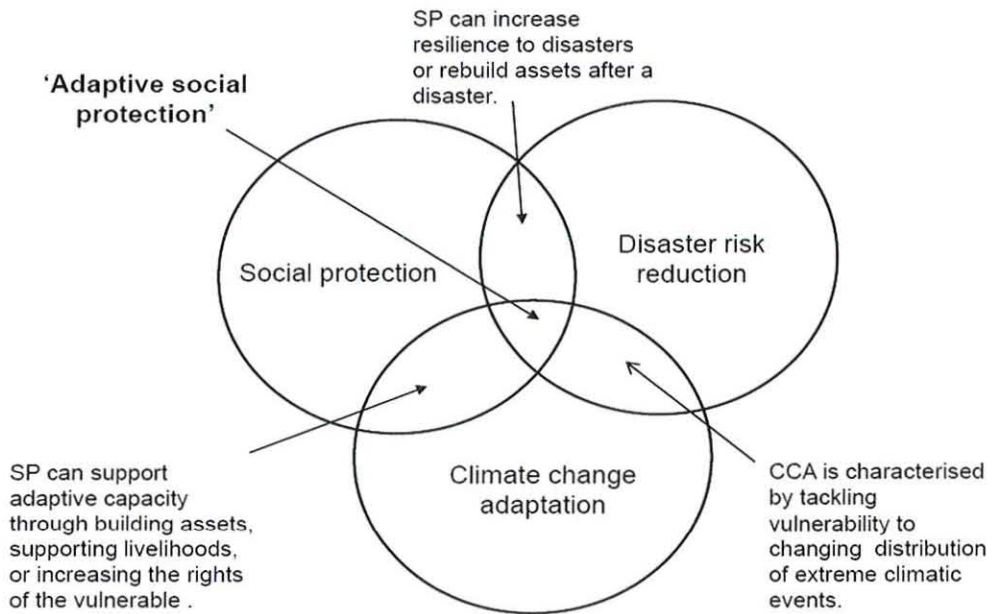 SP can increase
resilience to disasters
or rebuild assets after a
disaster.
‘Adaptive social
protection’
Social protection
Disaster risk
reduction
Climate change
adaptation
SP can support
adaptive capacity
through building assets,
supporting livelihoods,
or increasing the rights
of the vulnerable .
CCA is characterised
by tackling
vulnerability to
changing distribution
of extreme climatic
events.